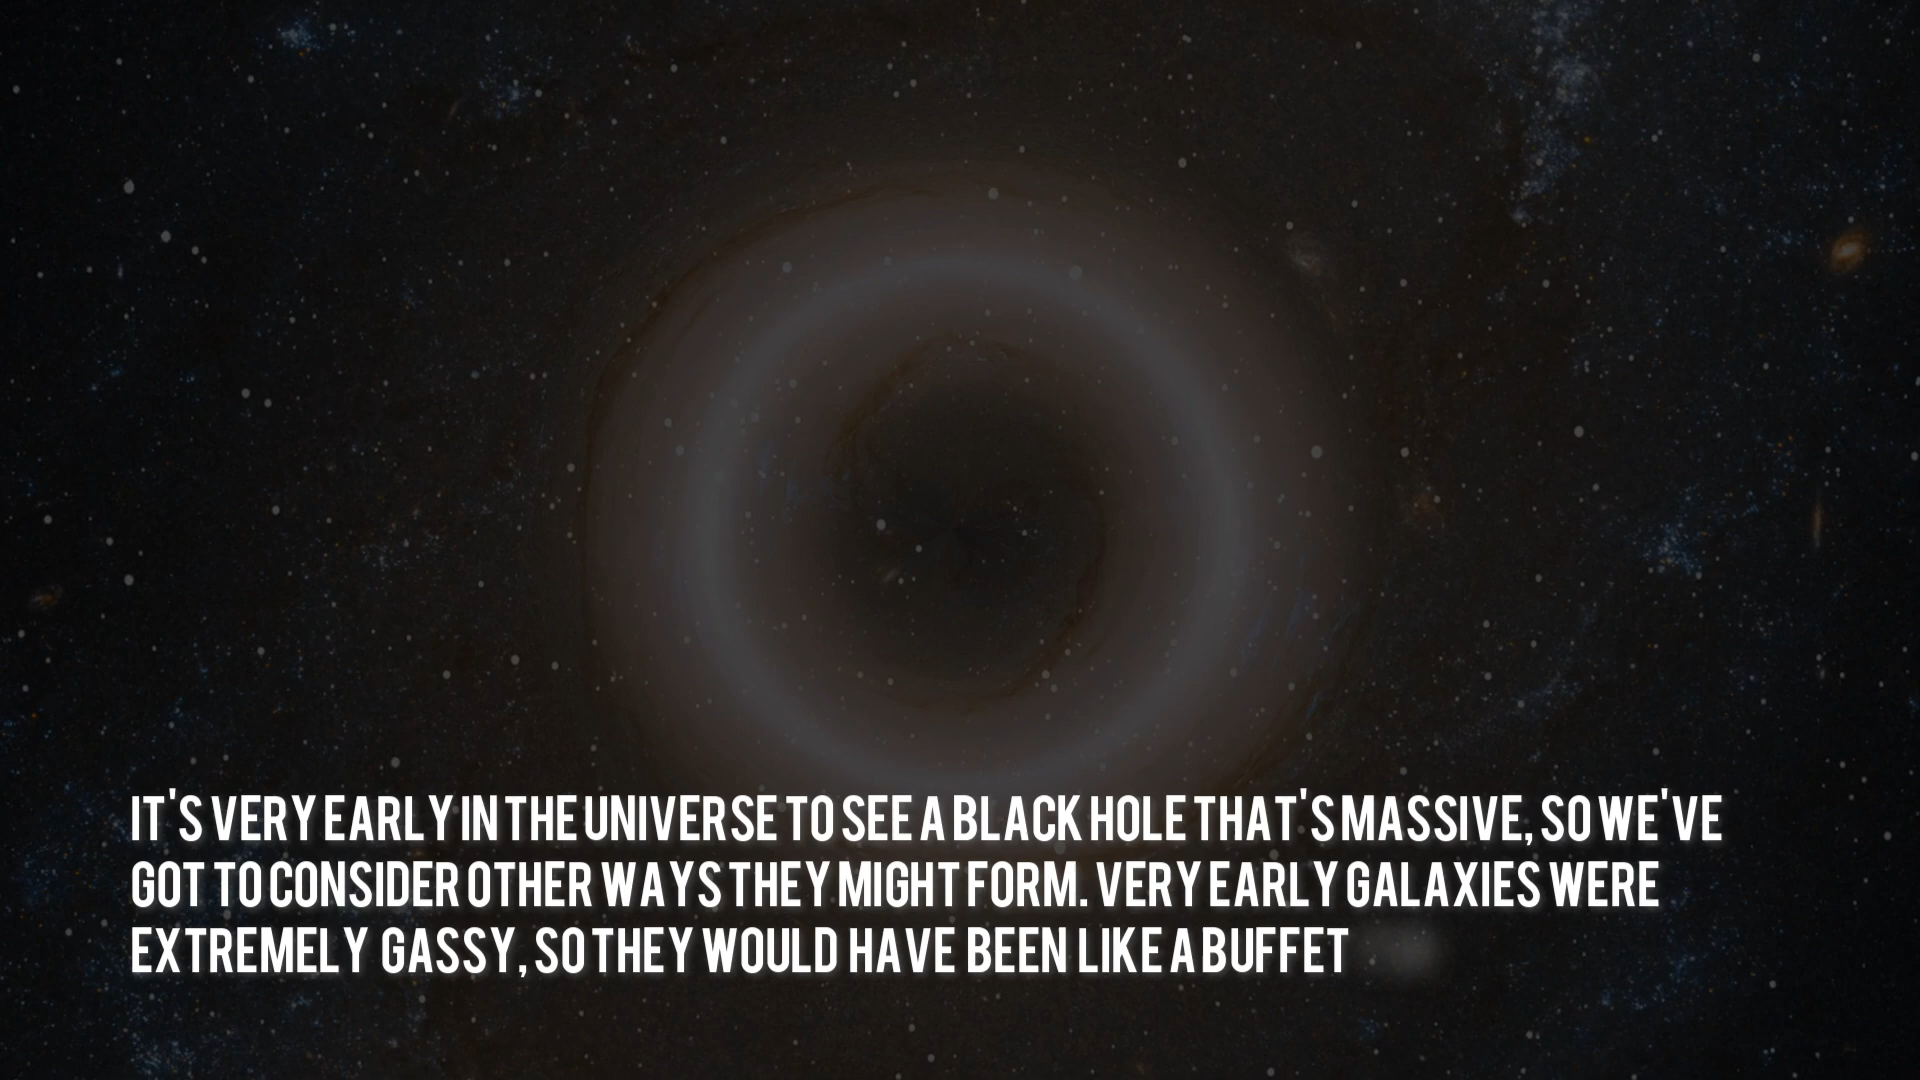 IT'S VERY EARLY IN THE UNIVERSE TO SEE A BLACK HOLE THAT'S MASSIVE, SO WE'VE
GOT TO CONSIDER OTHER WAYS THEY MIGHT FORM. VERY EARLY GALAXIES WERE
EXTREMELY GASSY, SO THEY WOULD HAVE BEEN LIKE A BUFFET